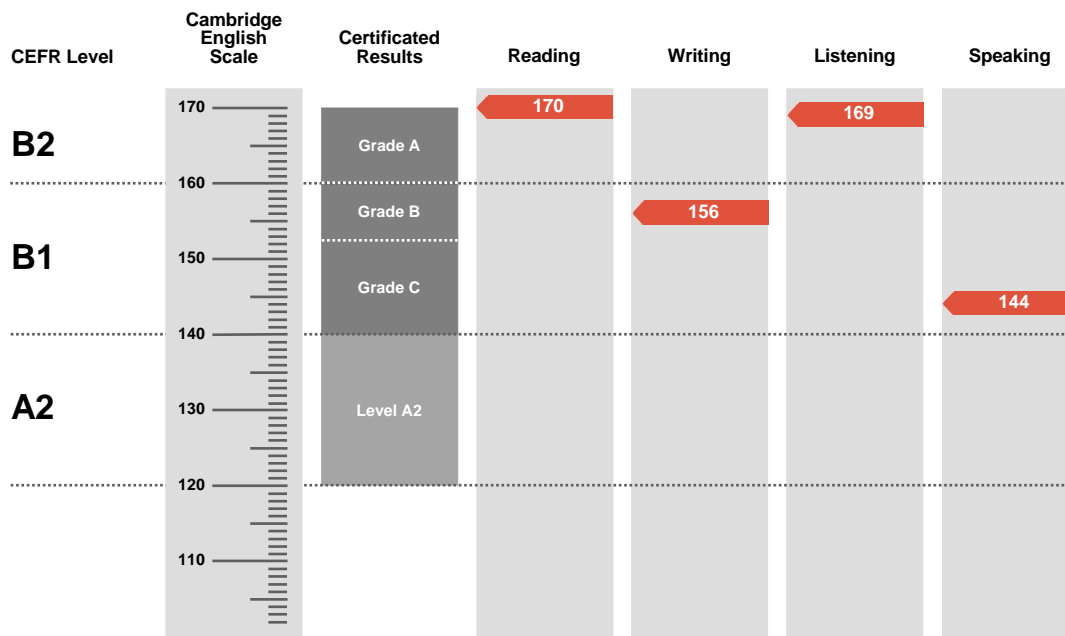 CEFR Level
Cambridge
English
Scale
Certificated
Results
Reading
Writing
Listening
Speaking
170
170
169
B2
Grade A
160
Grade B
156
B1
150
Grade C
144
140
A2
130
Level A2
120
110